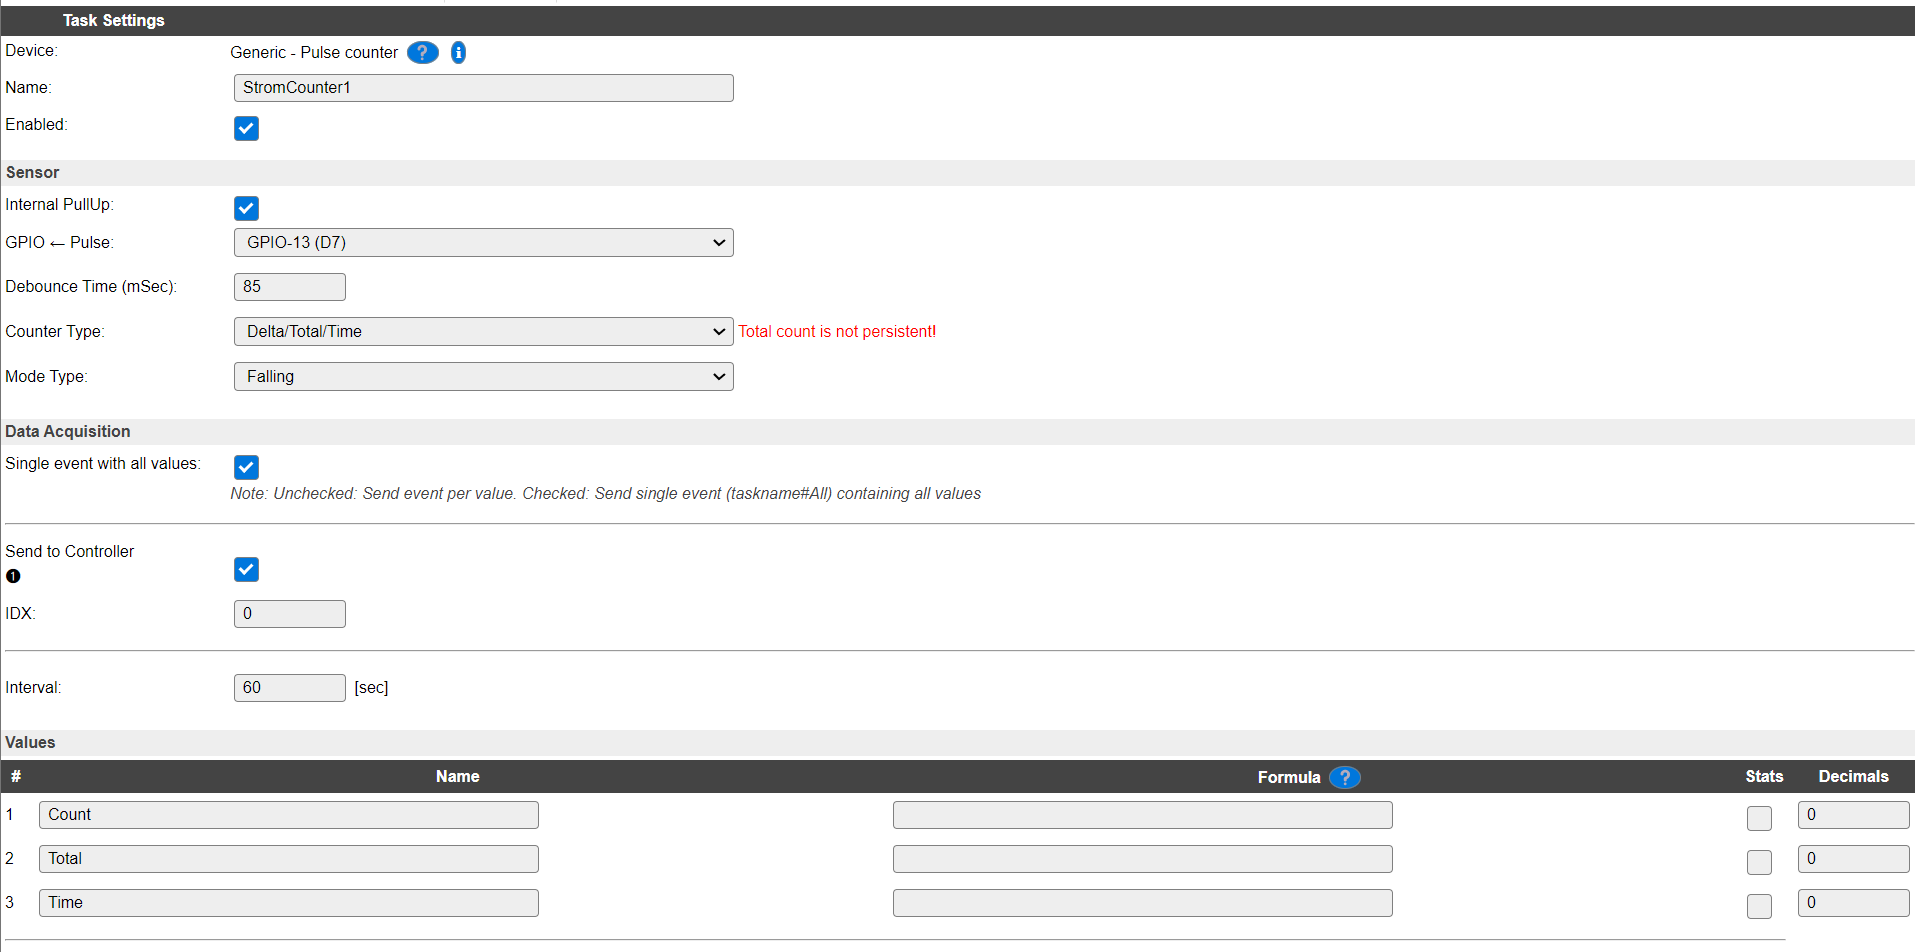 Task Settings
Device: Generic - Pulse counter ? i
Name: StromCounter1
Enabled:
Sensor
Internal PullUp:
GPIO ← Pulse: GPIO-13 (D7)
Debounce Time (mSec): 85
Counter Type: Delta/Total/Time Total count is not persistent!
Mode Type: Falling
Data Acquisition
Single event with all values:
Note: Unchecked: Send event per value. Checked: Send single event (taskname#All) containing all values
Send to Controller
❶
IDX: 0
Interval: 60 [sec]
Values
# Name Formula ? Stats Decimals
1 Count 0
2 Total 0
3 Time 0